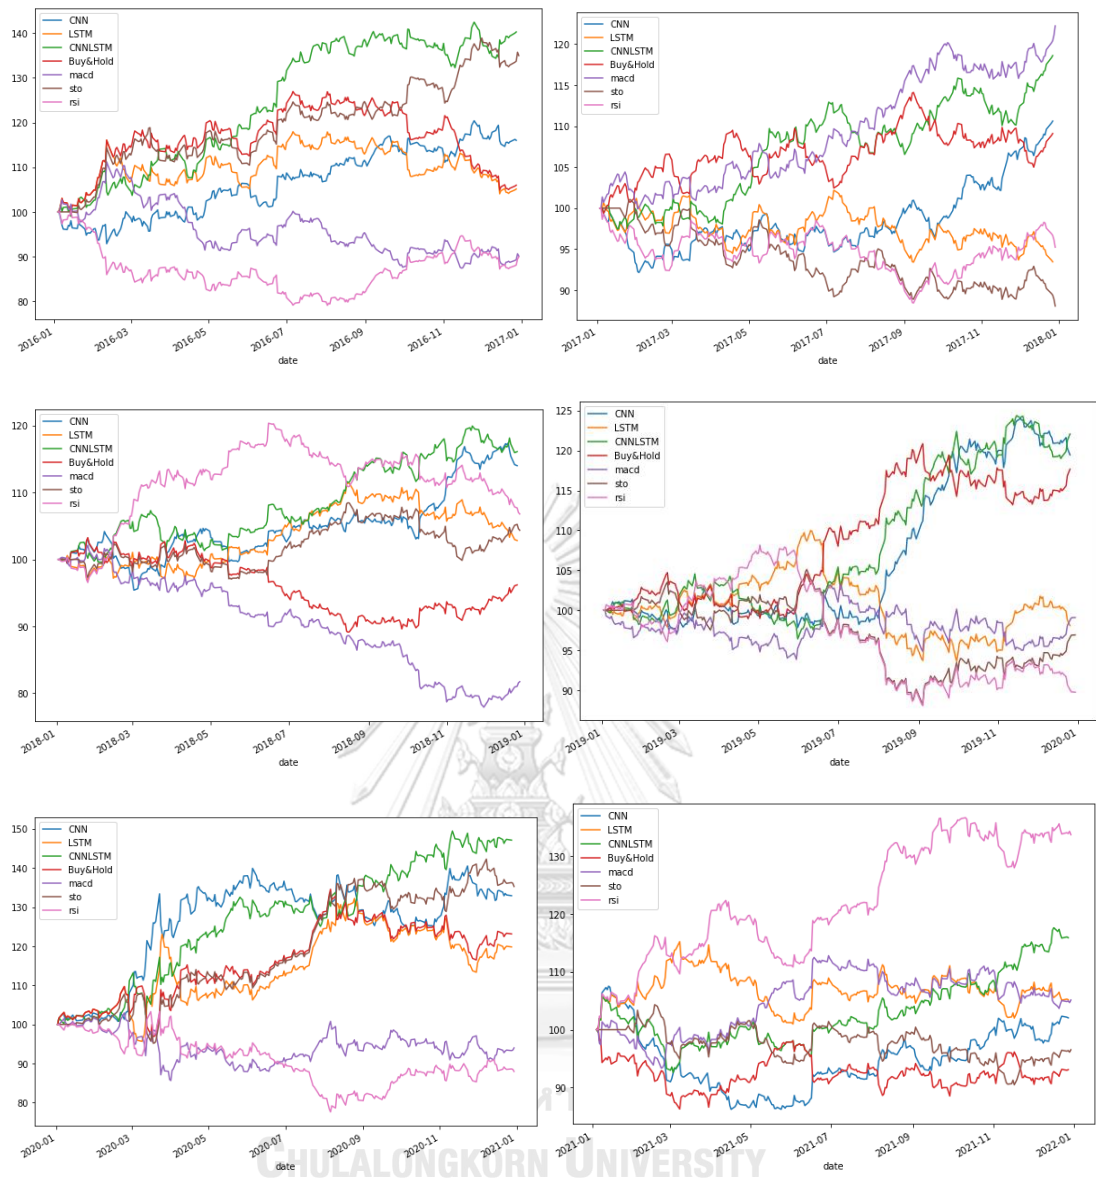 CNN
LSTM
CNNLSTM
Buy&Hold
macd
sto
rsi
140
130
120
110
100
90
80
2016-01
2016-03
2016-05
2016-07
2016-09
2016-11
2017-01
date
CNN
LSTM
CNNLSTM
Buy&Hold
macd
sto
rsi
120
115
110
105
100
95
90
2017-01
2017-03
2017-05
2017-07
2017-09
2017-11
2018-01
date
CNN
LSTM
CNNLSTM
Buy&Hold
macd
sto
rsi
120
110
100
90
80
2018-01
2018-03
2018-05
2018-07
2018-09
2018-11
2019-01
date
CNN
LSTM
CNNLSTM
Buy&Hold
macd
sto
rsi
125
120
115
110
105
100
95
90
2019-01
2019-03
2019-05
2019-07
2019-09
2019-11
2020-01
date
CNN
LSTM
CNNLSTM
Buy&Hold
macd
sto
rsi
150
140
130
120
110
100
90
80
2020-01
2020-03
2020-05
2020-07
2020-09
2020-11
2021-01
date
CNN
LSTM
CNNLSTM
Buy&Hold
macd
sto
rsi
130
120
110
100
90
2021-01
2021-03
2021-05
2021-07
2021-09
2021-11
2022-01
date
CHULALONGKORN UNIVERSITY